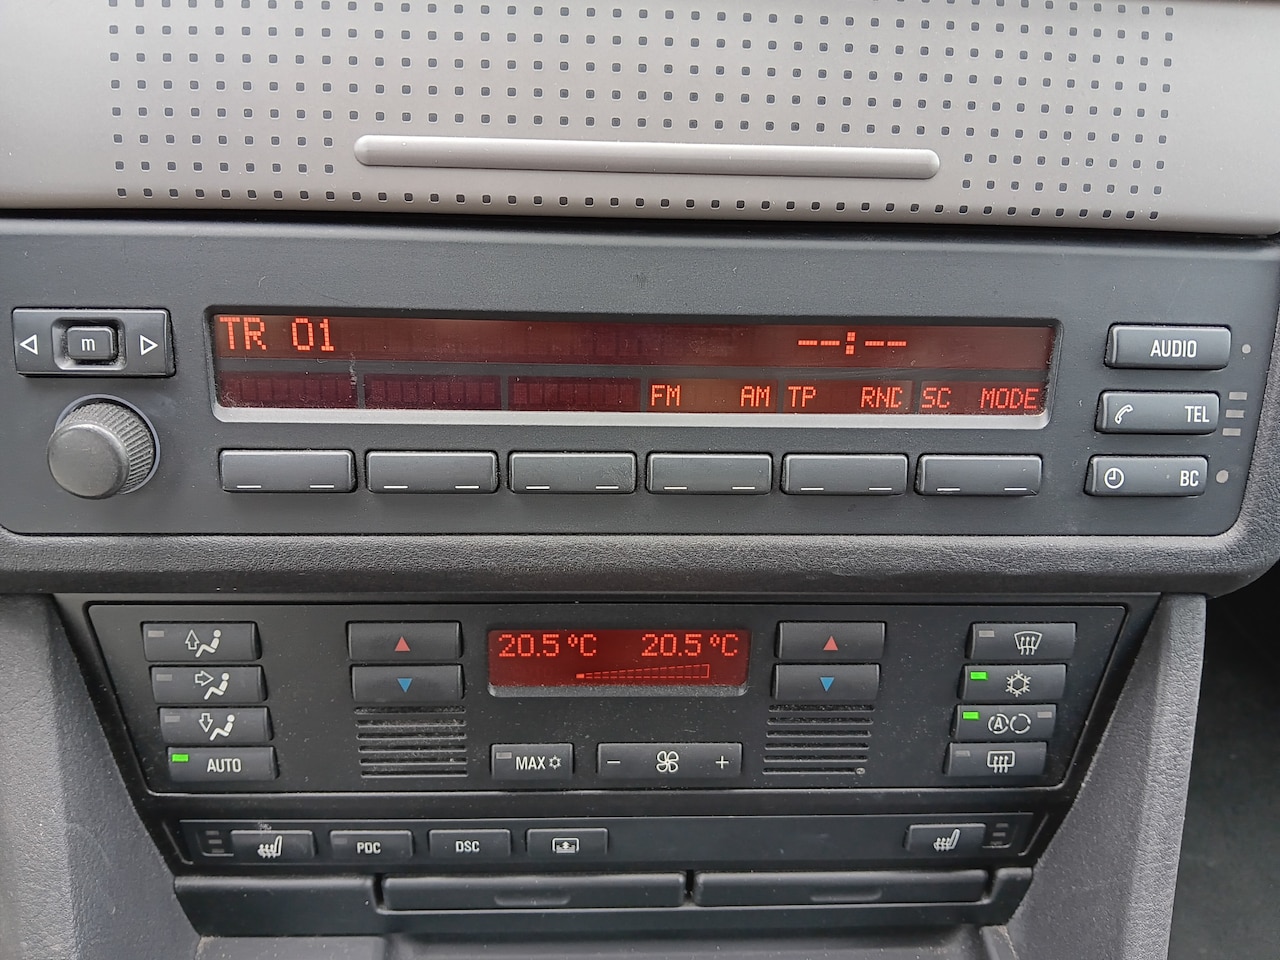 TR 01 --:--
m
FM AM TP RNC SC MODE
AUDIO
TEL
BC
20.5°C 20.5°C
A
AUTO
MAX
- +
PDC
DSC